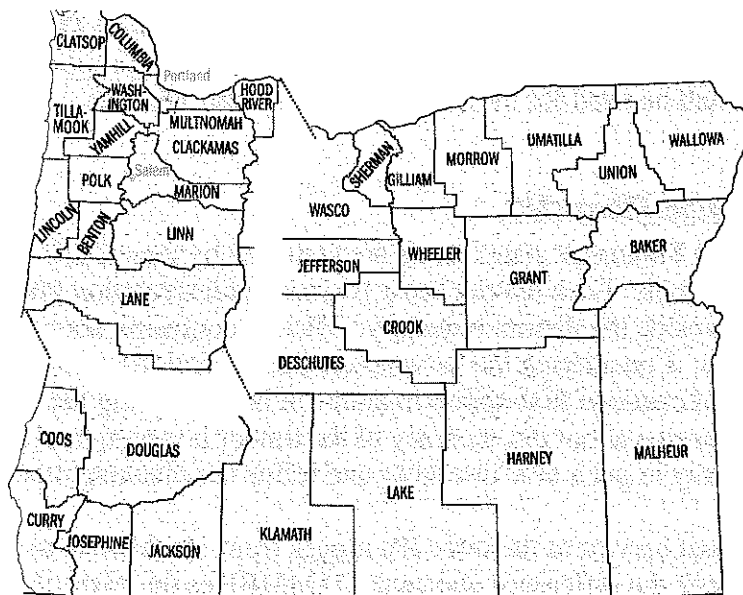 CLATSOP
COLUMBIA
Portland
WASH-
INGTON
TILLA-
MOOK
HOOD
RIVER
MULTNOMAH
YAMHILL
CLACKAMAS
SHERMAN
GILLIAM
MORROW
UMATILLA
WALLOWA
UNION
Salem
POLK
MARION
LINCOLN
BENTON
LINN
WASCO
WHEELER
BAKER
JEFFERSON
GRANT
LANE
CROOK
DESCHUTES
COOS
DOUGLAS
HARNEY
MALHEUR
LAKE
CURRY
JOSEPHINE
JACKSON
KLAMATH